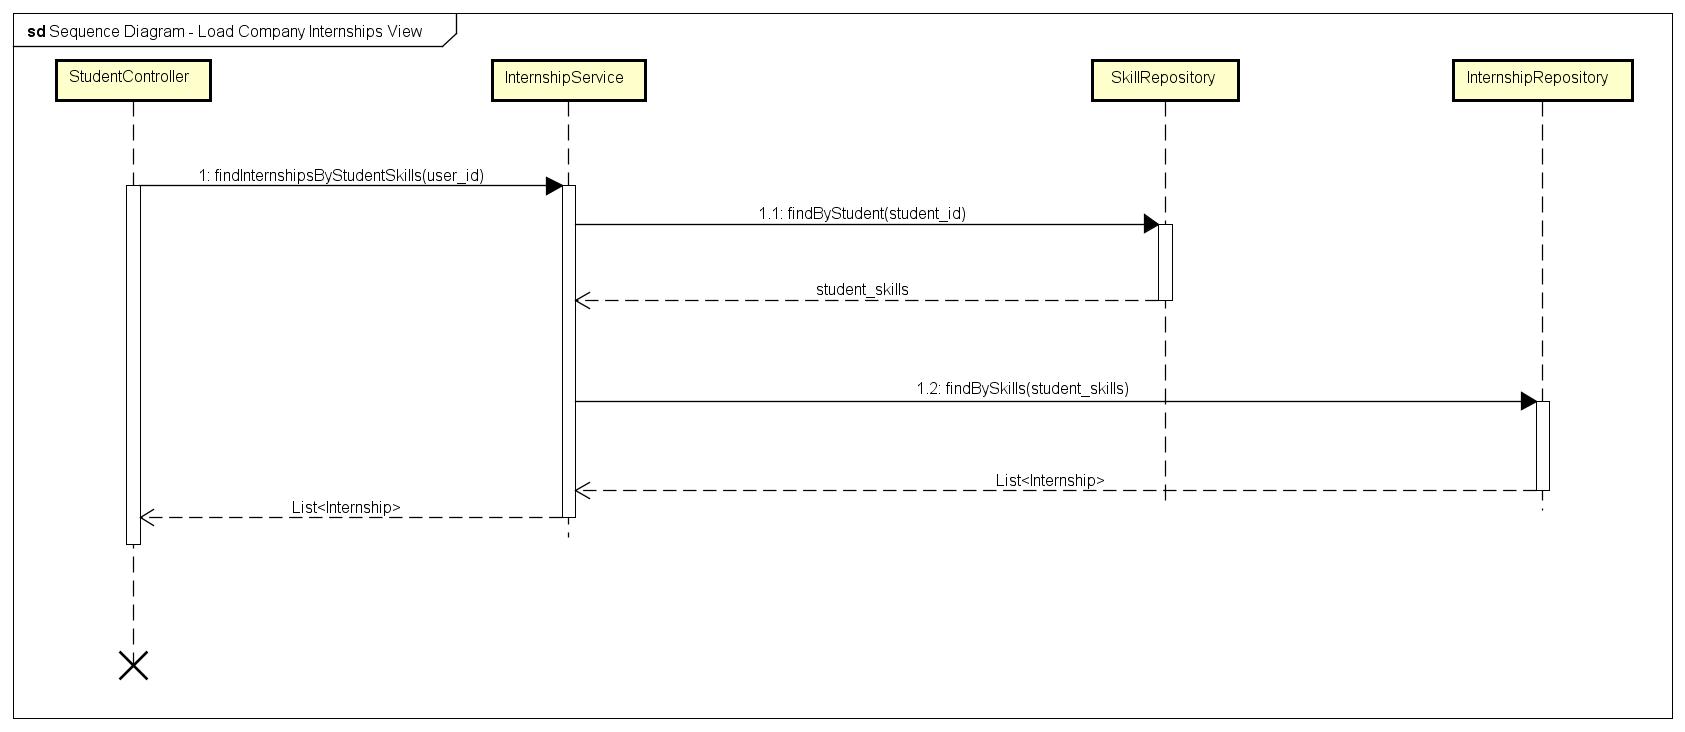 sd Sequence Diagram - Load Company Internships View
StudentController
InternshipService
SkillRepository
InternshipRepository
1: findInternshipsByStudentSkills(user_id)
1.1: findByStudent(student_id)
student_skills
1.2: findBySkills(student_skills)
List<Internship>
List<Internship>